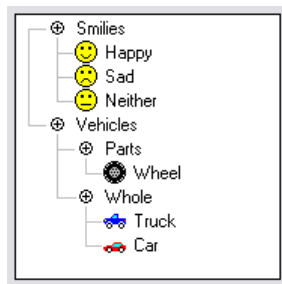 Smilies
Happy
Sad
Neither
Vehicles
Parts
Wheel
Whole
Truck
Car